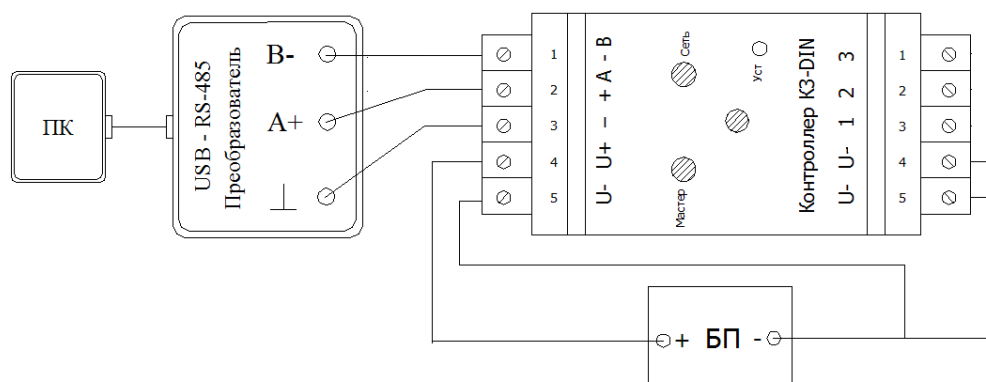 ПК
USB - RS-485
Преобразователь
B-
A+
1
2
3
4
5
U- U+ – + A - B
Мастер
Сеть
Уст
Контроллер КЗ-DIN
U- U- 1 2 3
1
2
3
4
5
+ БП -